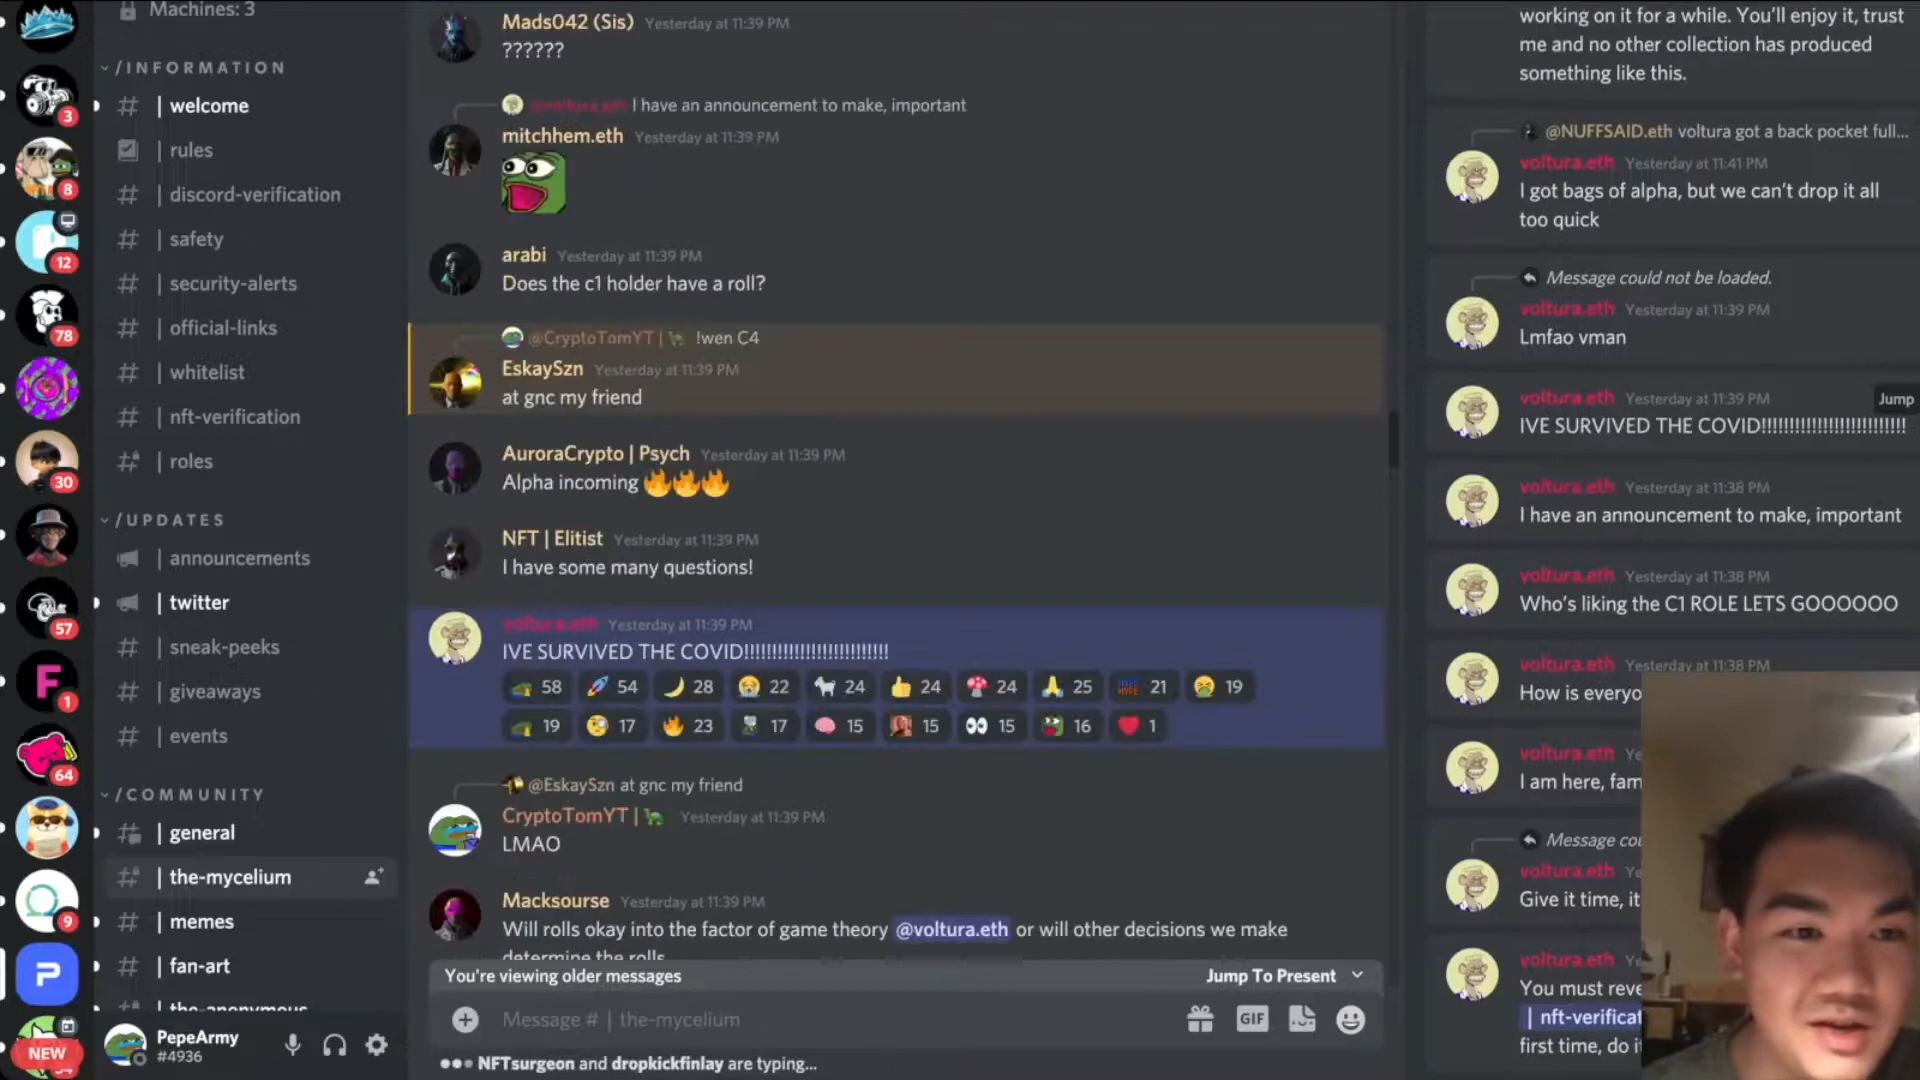 Machines: 3
/INFORMATION
# | welcome
| rules
# | discord-verification
# | safety
# | security-alerts
# | official-links
# | whitelist
# | nft-verification
# | roles
/UPDATES
| announcements
| twitter
# | sneak-peeks
# | giveaways
# | events
/COMMUNITY
# | general
# | the-mycelium
# | memes
# | fan-art
3
8
12
78
30
57
F
1
64
9
P
NEW
PepeArmy
#4936
Mads042 (Sis) Yesterday at 11:39 PM
??????
@voltura.eth I have an announcement to make, important
mitchhem.eth Yesterday at 11:39 PM
arabi Yesterday at 11:39 PM
Does the c1 holder have a roll?
@CryptoTomYT | !wen C4
EskaySzn Yesterday at 11:39 PM
at gnc my friend
AuroraCrypto | Psych Yesterday at 11:39 PM
Alpha incoming 🔥🔥🔥
NFT | Elitist Yesterday at 11:39 PM
I have some many questions!
voltura.eth Yesterday at 11:39 PM
IVE SURVIVED THE COVID!!!!!!!!!!!!!!!!!!!!!!!!!!
58 54 28 22 24 24 24 25 21 19
19 17 23 17 15 15 15 16 1
@EskaySzn at gnc my friend
CryptoTomYT | Yesterday at 11:39 PM
LMAO
Macksourse Yesterday at 11:39 PM
Will rolls okay into the factor of game theory @voltura.eth or will other decisions we make
determine the rolls
You're viewing older messages
Jump To Present
Message # | the-mycelium
GIF
NFTsurgeon and dropkickfinlay are typing...
working on it for a while. You'll enjoy it, trust
me and no other collection has produced
something like this.
@NUFFSAID.eth voltura got a back pocket full...
voltura.eth Yesterday at 11:41 PM
I got bags of alpha, but we can't drop it all
too quick
Message could not be loaded.
voltura.eth Yesterday at 11:39 PM
Lmfao vman
voltura.eth Yesterday at 11:39 PM
Jump
IVE SURVIVED THE COVID!!!!!!!!!!!!!!!!!!!!!!!!!!
voltura.eth Yesterday at 11:38 PM
I have an announcement to make, important
voltura.eth Yesterday at 11:38 PM
Who's liking the C1 ROLE LETS GOOOOOO
voltura.eth Yesterday at 11:38 PM
How is everyo
voltura.eth Ye
I am here, fam
Message cou
voltura.eth Ye
Give it time, it
voltura.eth Ye
You must reve
| nft-verificat
first time, do i